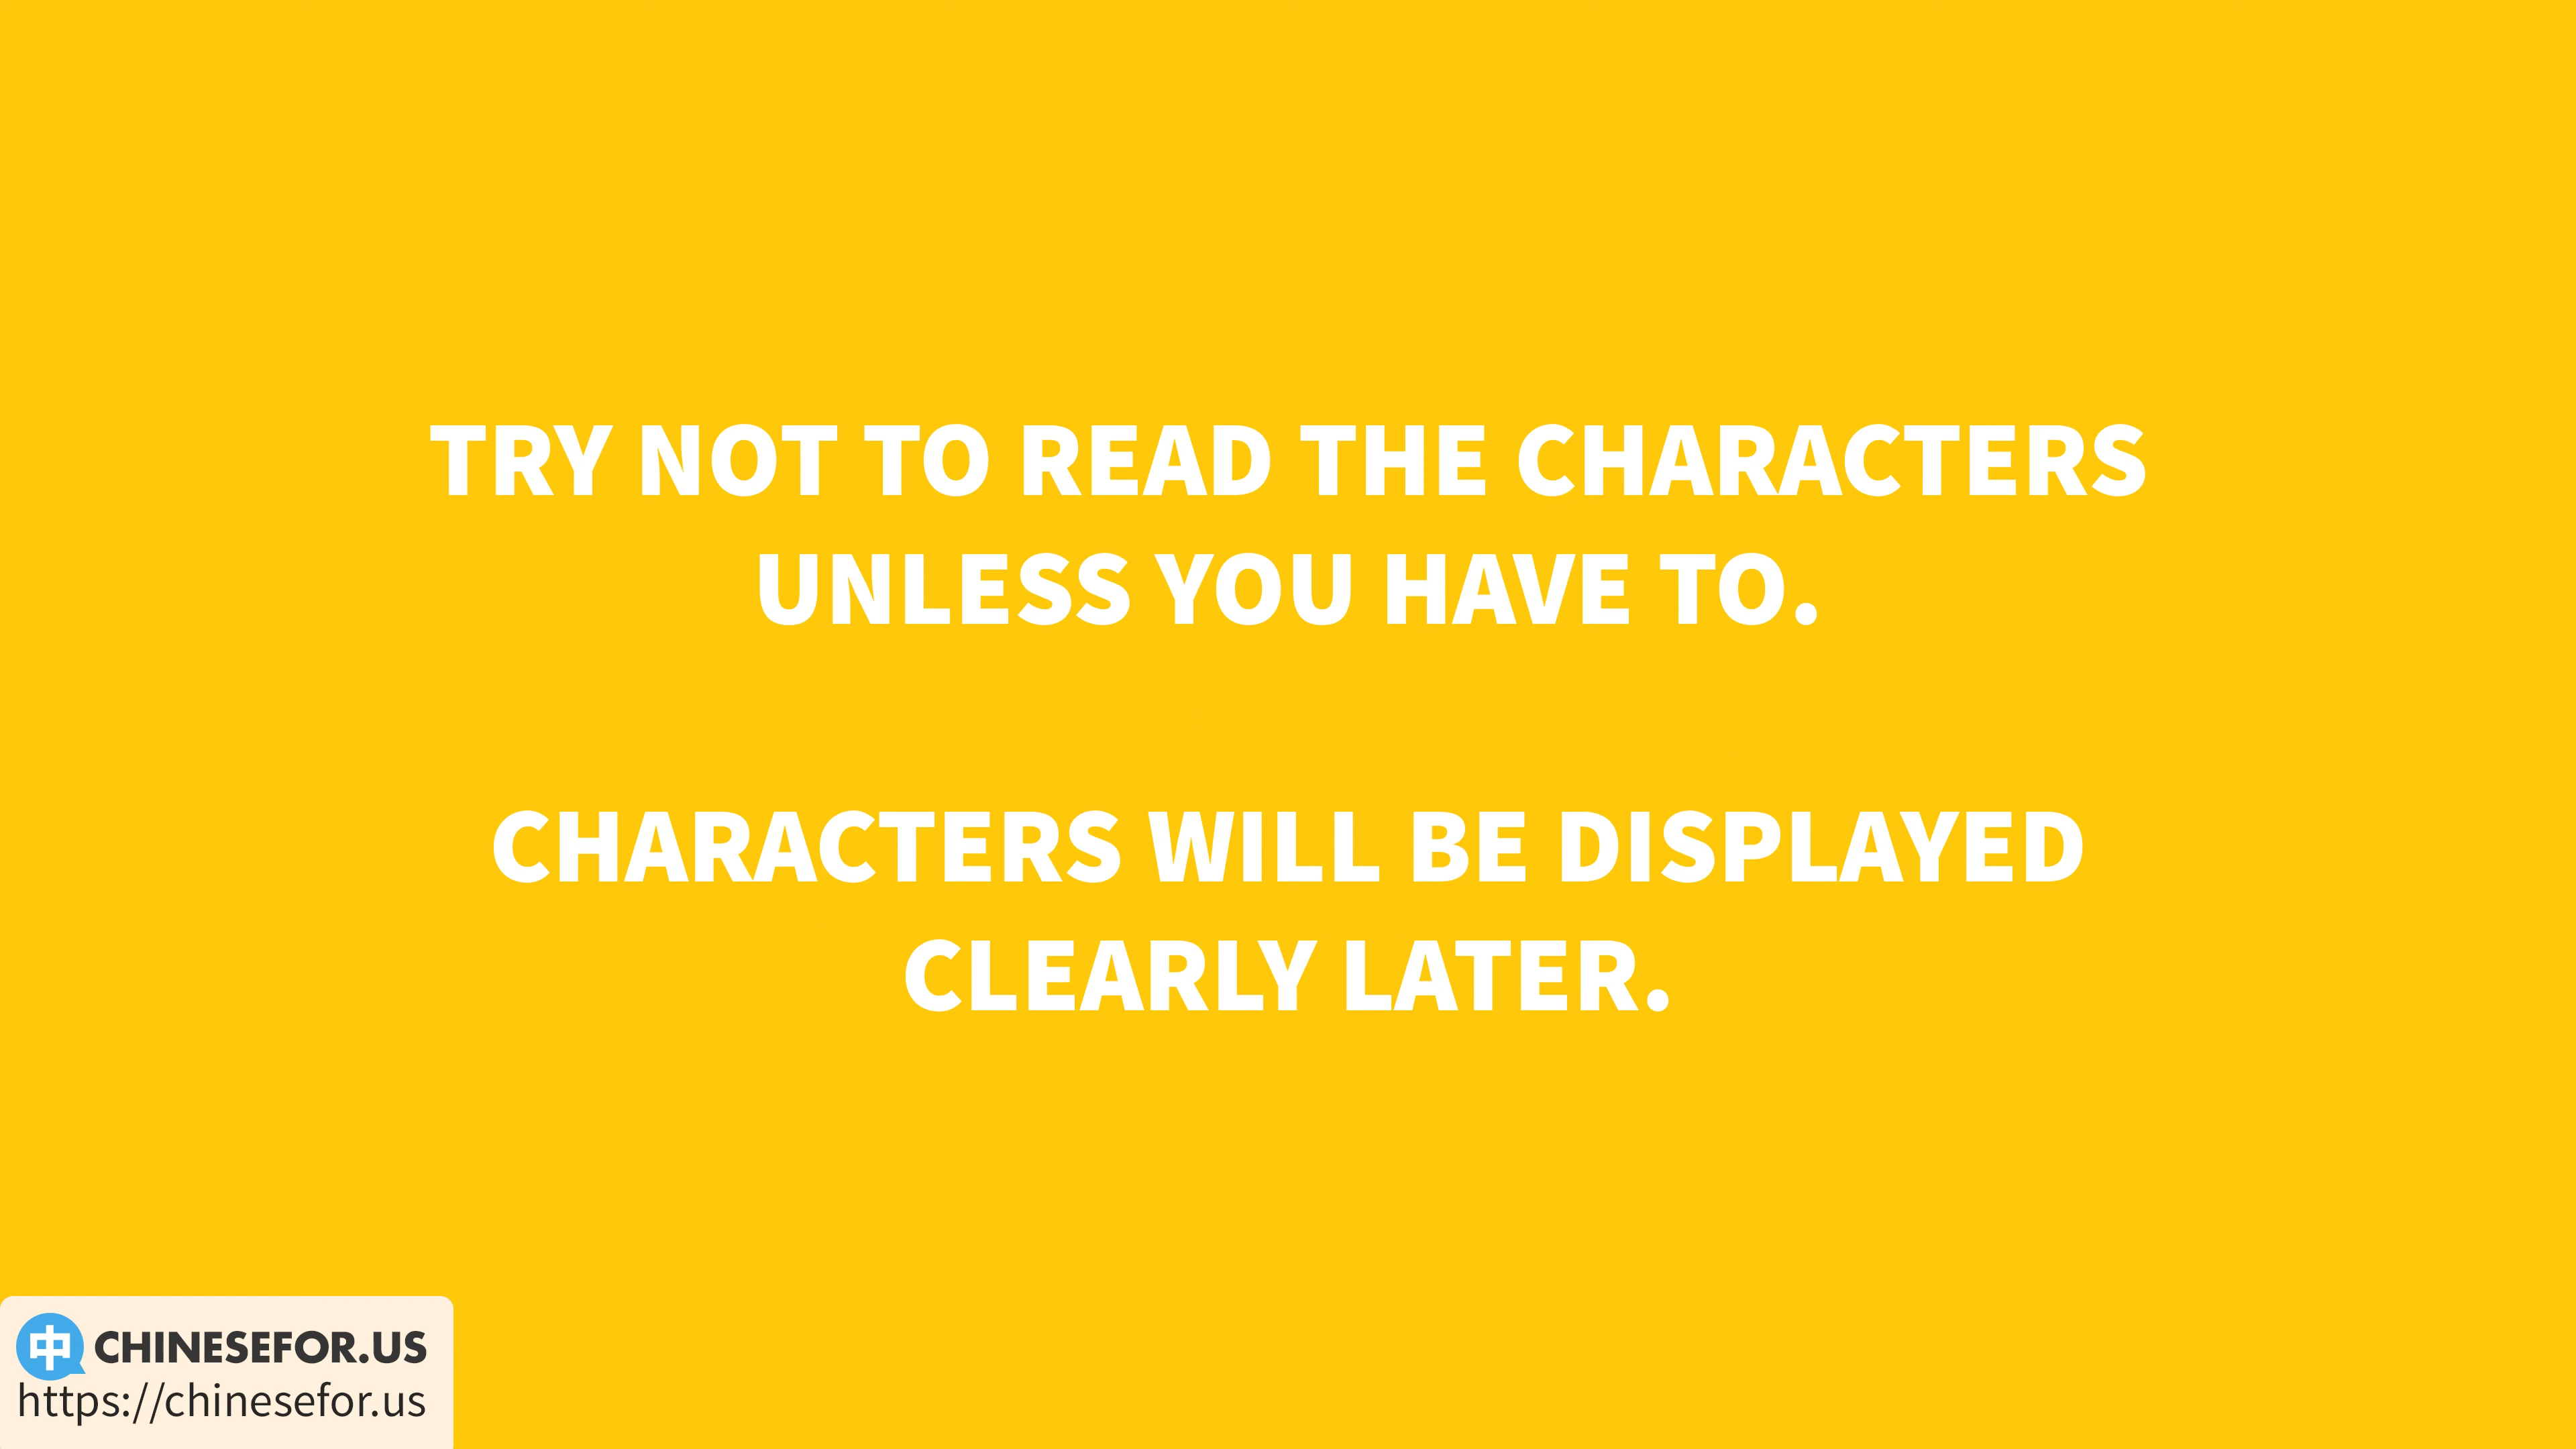 TRY NOT TO READ THE CHARACTERS
UNLESS YOU HAVE TO.
CHARACTERS WILL BE DISPLAYED
CLEARLY LATER.
中 CHINESEFOR.US
https://chinesefor.us